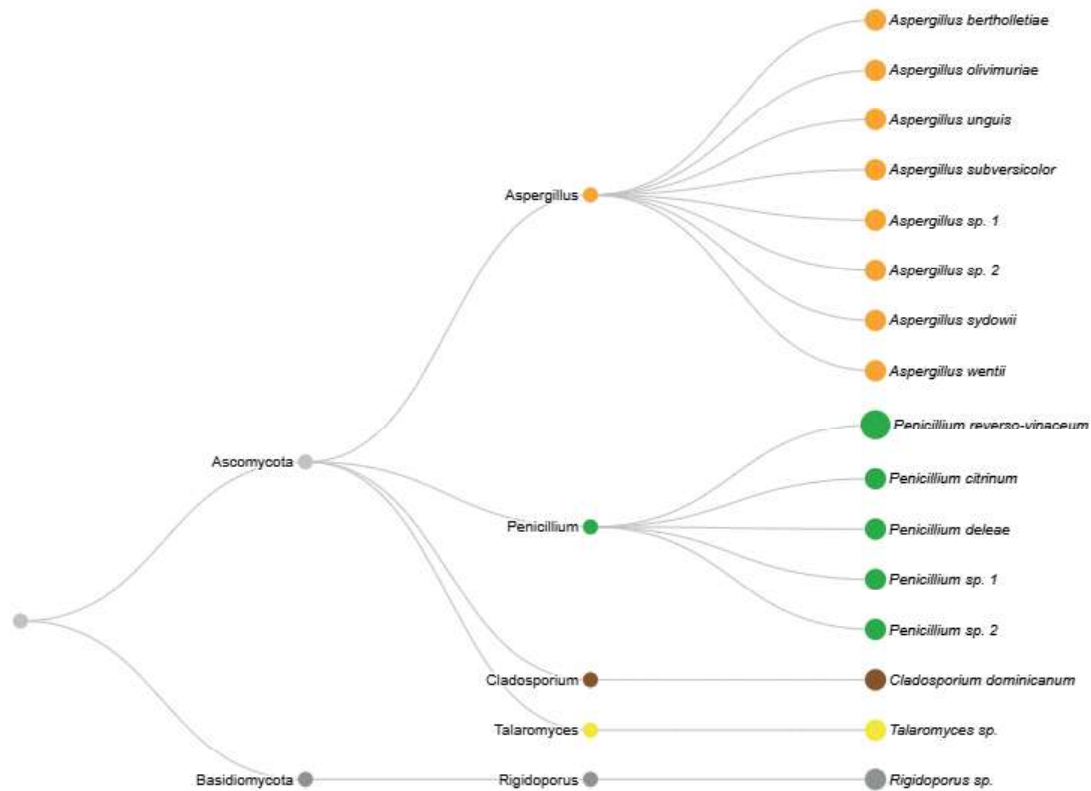 Aspergillus bertholletiae
Aspergillus olivimuriae
Aspergillus unguis
Aspergillus subversicolor
Aspergillus
Aspergillus sp. 1
Aspergillus sp. 2
Aspergillus sydowii
Aspergillus wentii
Penicillium reverso-vinaceum
Ascomycota
Penicillium citrinum
Penicillium
Penicillium deleae
Penicillium sp. 1
Penicillium sp. 2
Cladosporium
Cladosporium dominicanum
Talaromyces
Talaromyces sp.
Basidiomycota
Rigidoporus
Rigidoporus sp.